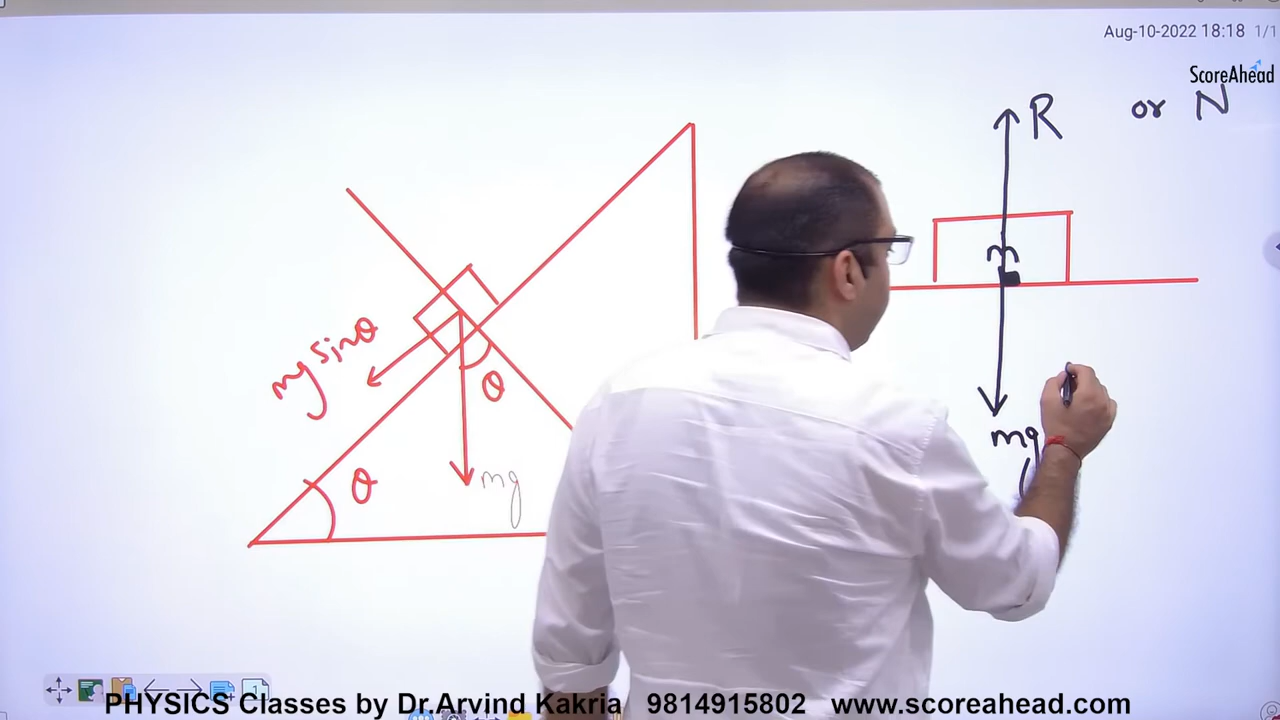 Aug-10-2022 18:18 1/1
ScoreAhead
R or N
m
mg sinθ
θ
mg
θ
mg
PHYSICS Classes by Dr.Arvind Kakria 9814915802 www.scoreahead.com